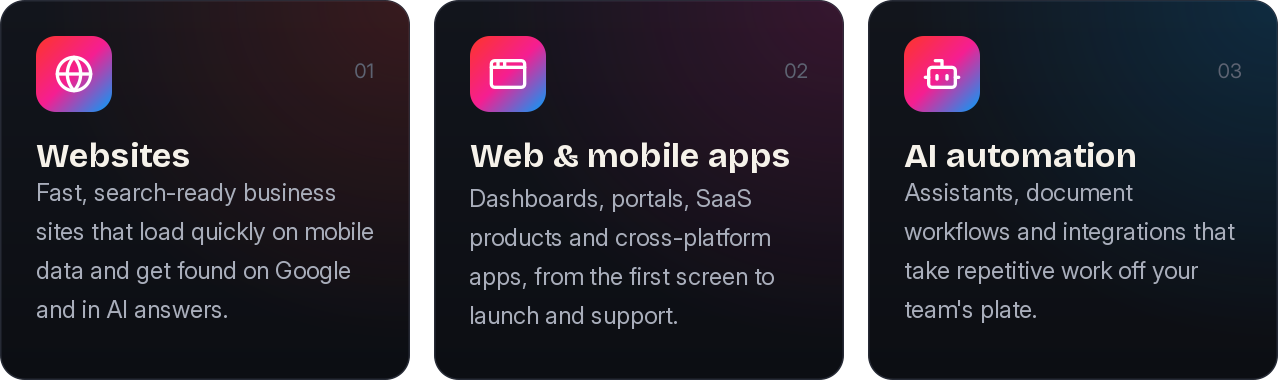 01
Websites
Fast, search-ready business
sites that load quickly on mobile
data and get found on Google
and in AI answers.
02
Web & mobile apps
Dashboards, portals, SaaS
products and cross-platform
apps, from the first screen to
launch and support.
03
AI automation
Assistants, document
workflows and integrations that
take repetitive work off your
team's plate.